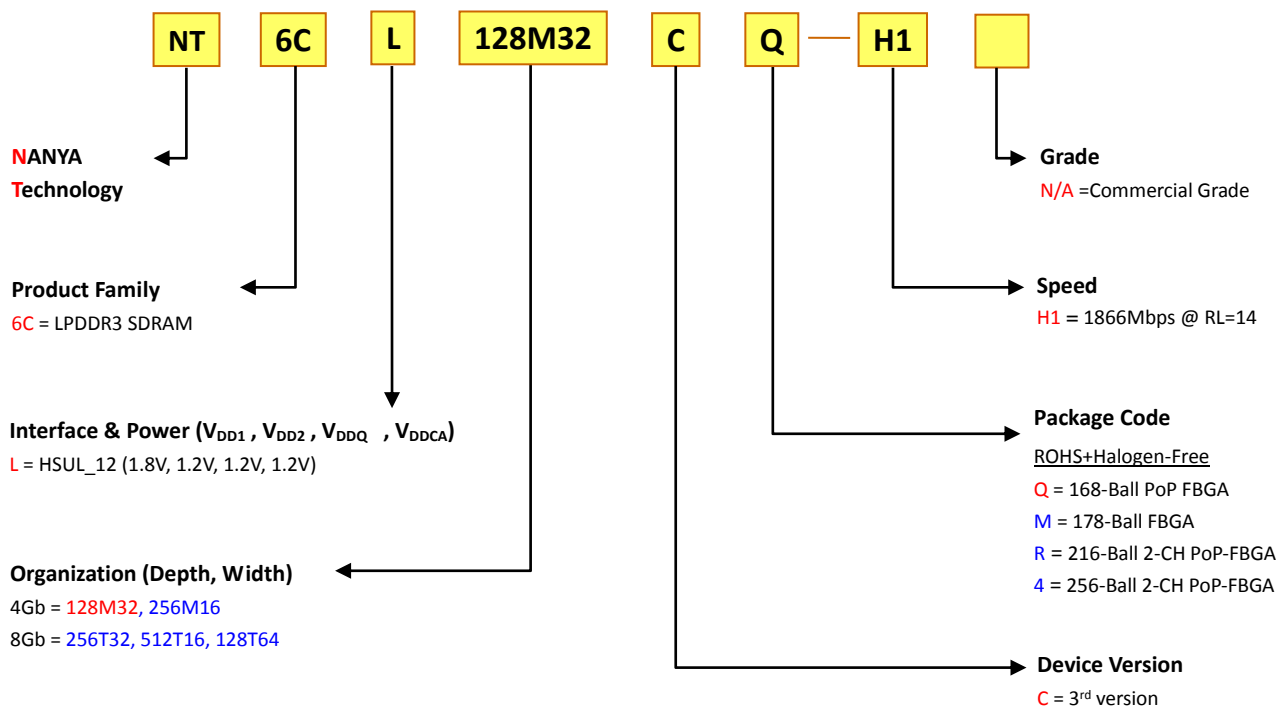 NT 6C L 128M32 C Q — H1
NANYA
Technology
Product Family
6C = LPDDR3 SDRAM
Interface & Power (VDD1 , VDD2 , VDDQ , VDDCA)
L = HSUL_12 (1.8V, 1.2V, 1.2V, 1.2V)
Organization (Depth, Width)
4Gb = 128M32, 256M16
8Gb = 256T32, 512T16, 128T64
Grade
N/A =Commercial Grade
Speed
H1 = 1866Mbps @ RL=14
Package Code
ROHS+Halogen-Free
Q = 168-Ball PoP FBGA
M = 178-Ball FBGA
R = 216-Ball 2-CH PoP-FBGA
4 = 256-Ball 2-CH PoP-FBGA
Device Version
C = 3rd version